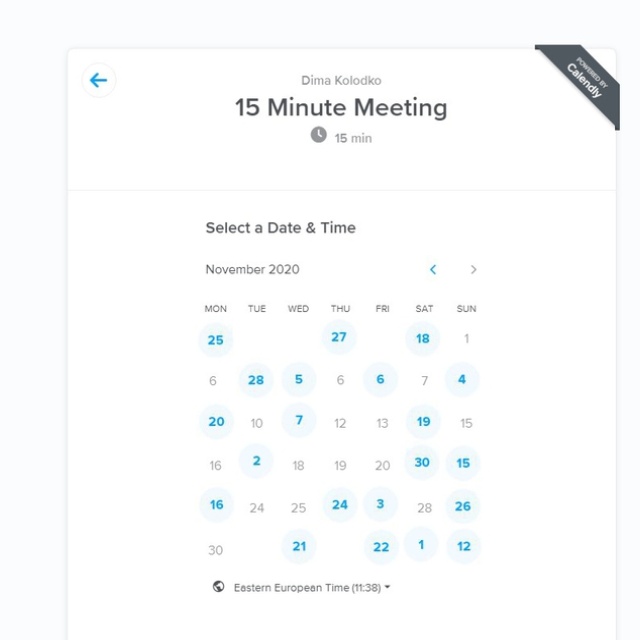 POWERED BY
Calendly
Dima Kolodko
15 Minute Meeting
15 min
Select a Date & Time
November 2020
MON TUE WED THU FRI SAT SUN
25 27 18 1
6 28 5 6 6 7 4
20 10 7 12 13 19 15
16 2 18 19 20 30 15
16 24 25 24 3 28 26
30 21 22 1 12
Eastern European Time (11:38)